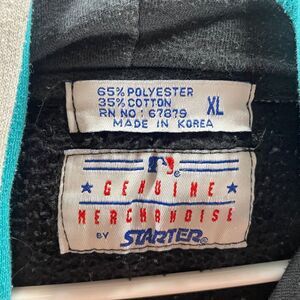 65% POLYESTER
35% COTTON XL
RN NO: 67879
MADE IN KOREA
GENUINE
MERCHANDISE
BY STARTER®